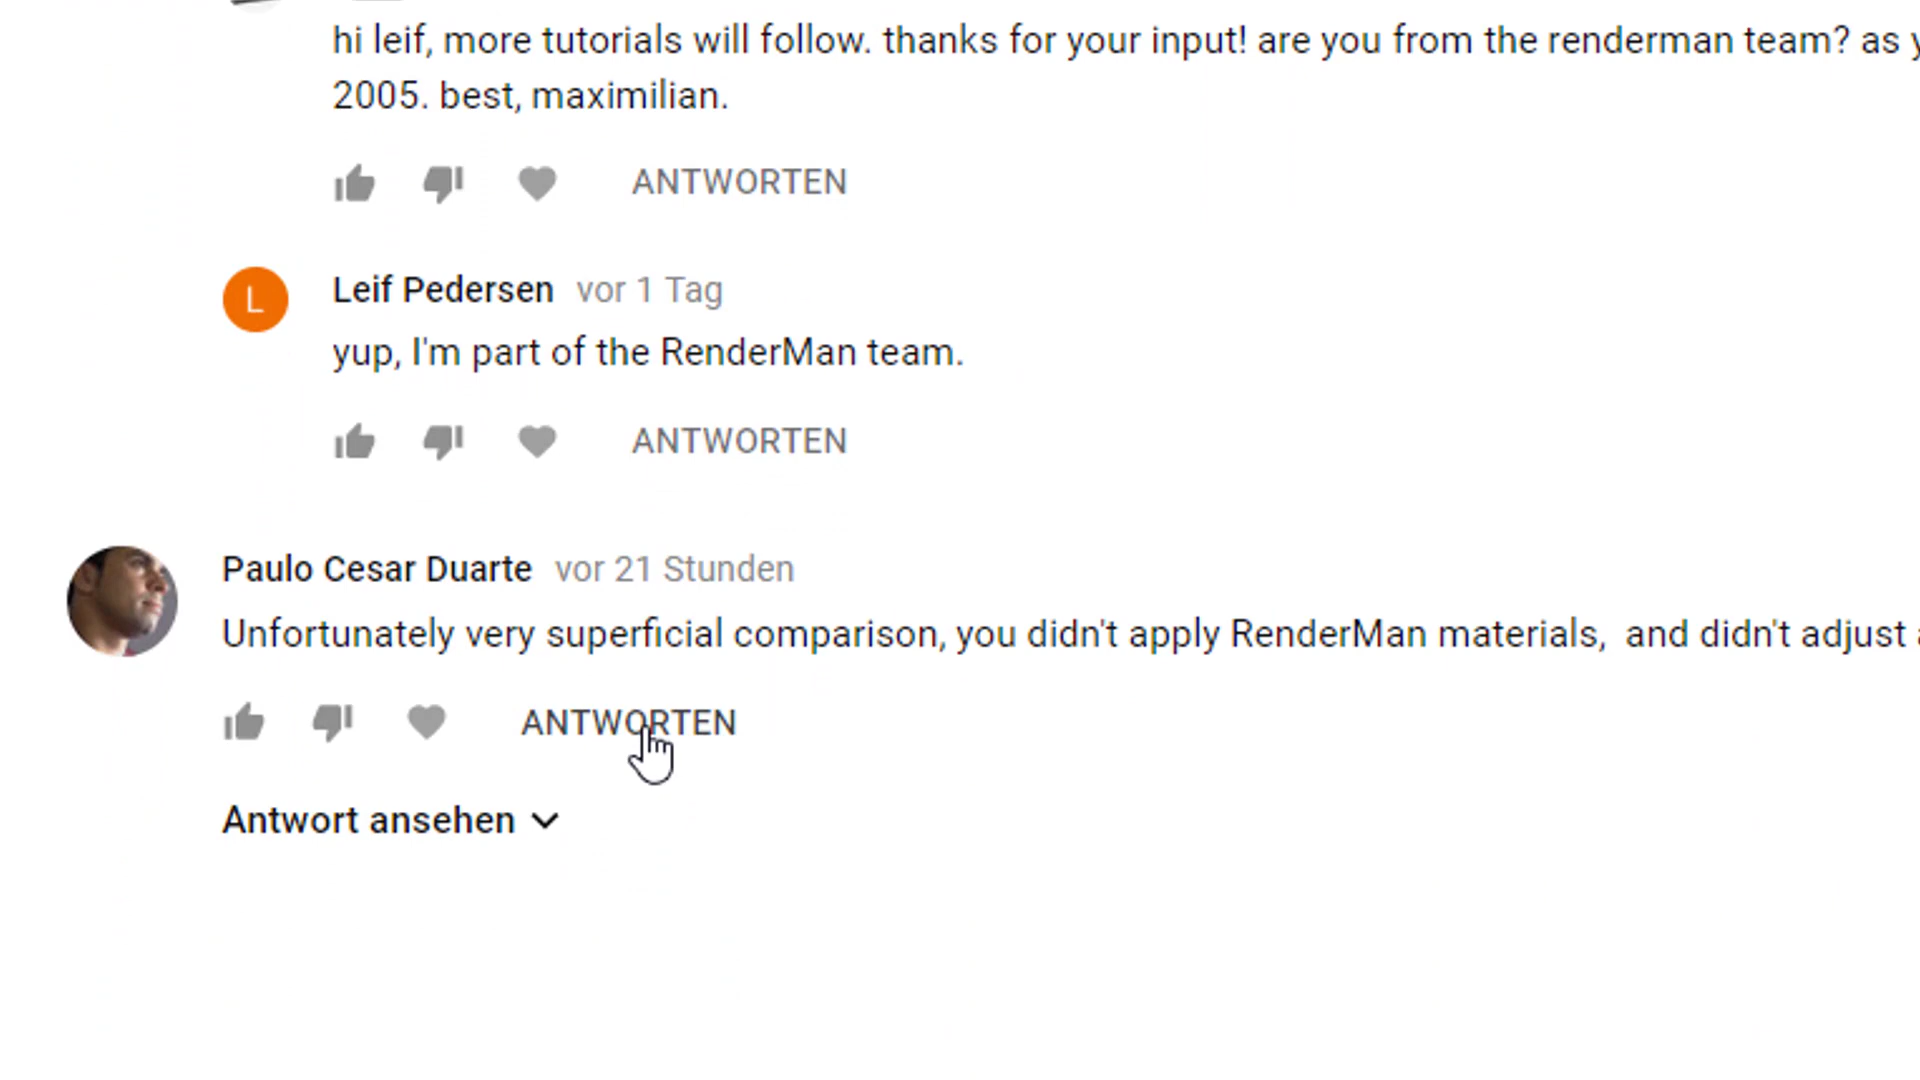 hi leif, more tutorials will follow. thanks for your input! are you from the renderman team? as
2005. best, maximilian.
ANTWORTEN
L
Leif Pedersen vor 1 Tag
yup, I'm part of the RenderMan team.
ANTWORTEN
Paulo Cesar Duarte vor 21 Stunden
Unfortunately very superficial comparison, you didn't apply RenderMan materials,  and didn't adjust
ANTWORTEN
Antwort ansehen